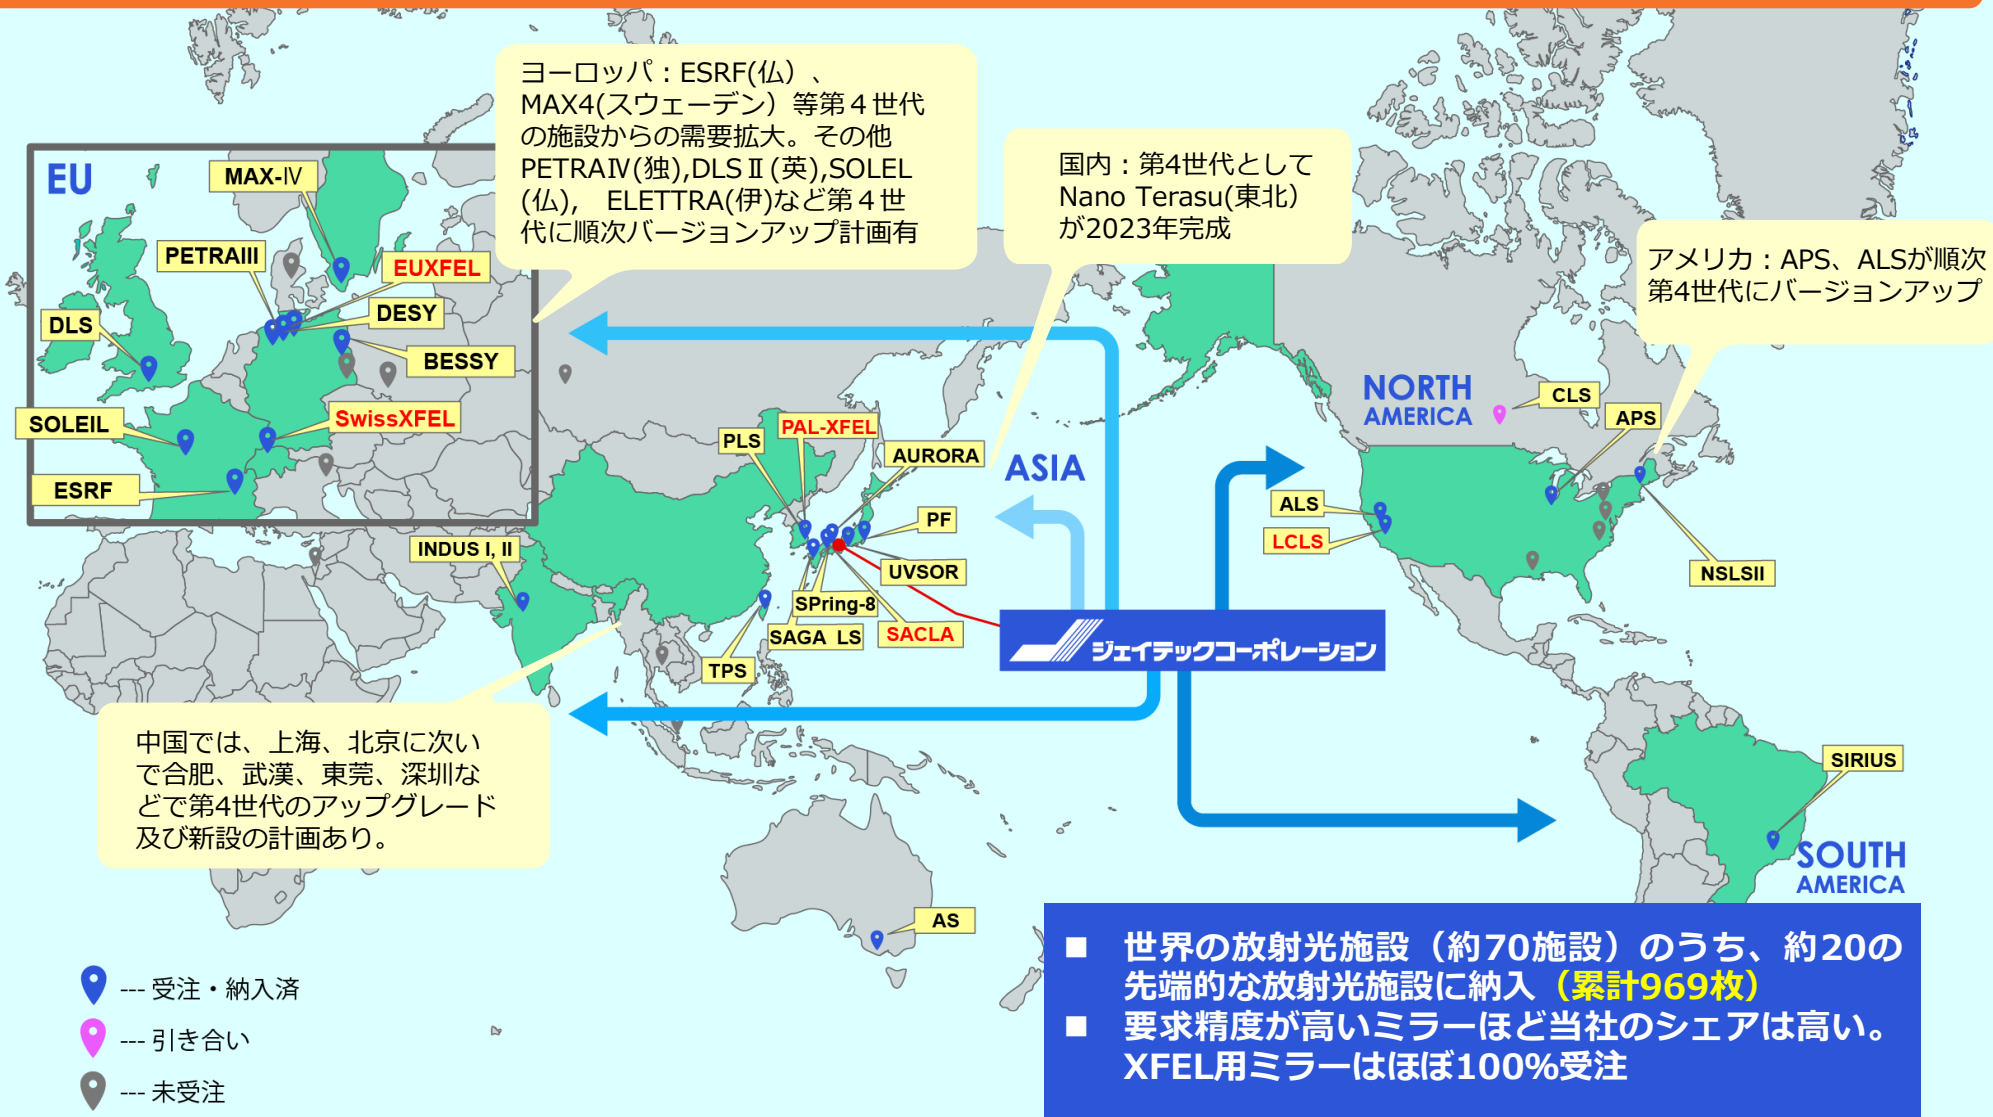 ヨーロッパ：ESRF(仏）、
MAX4(スウェーデン）等第４世代
の施設からの需要拡大。その他
PETRAⅣ(独),DLSⅡ(英),SOLEL
(仏),　ELETTRA(伊)など第４世
代に順次バージョンアップ計画有
国内：第4世代として
Nano Terasu(東北）
が2023年完成
アメリカ：APS、ALSが順次
第4世代にバージョンアップ
EU
MAX-Ⅳ
PETRAIII
EUXFEL
DESY
DLS
BESSY
SOLEIL
SwissXFEL
ESRF
NORTH
AMERICA
CLS
APS
ALS
LCLS
NSLSII
ASIA
PLS
PAL-XFEL
AURORA
PF
INDUS I, II
UVSOR
SPring-8
SAGA LS
SACLA
TPS
ジェイテックコーポレーション
中国では、上海、北京に次い
で合肥、武漢、東莞、深圳な
どで第4世代のアップグレード
及び新設の計画あり。
SIRIUS
SOUTH
AMERICA
AS
--- 受注・納入済
--- 引き合い
--- 未受注
■ 世界の放射光施設（約70施設）のうち、約20の
先端的な放射光施設に納入（累計969枚）
■ 要求精度が高いミラーほど当社のシェアは高い。
XFEL用ミラーはほぼ100%受注